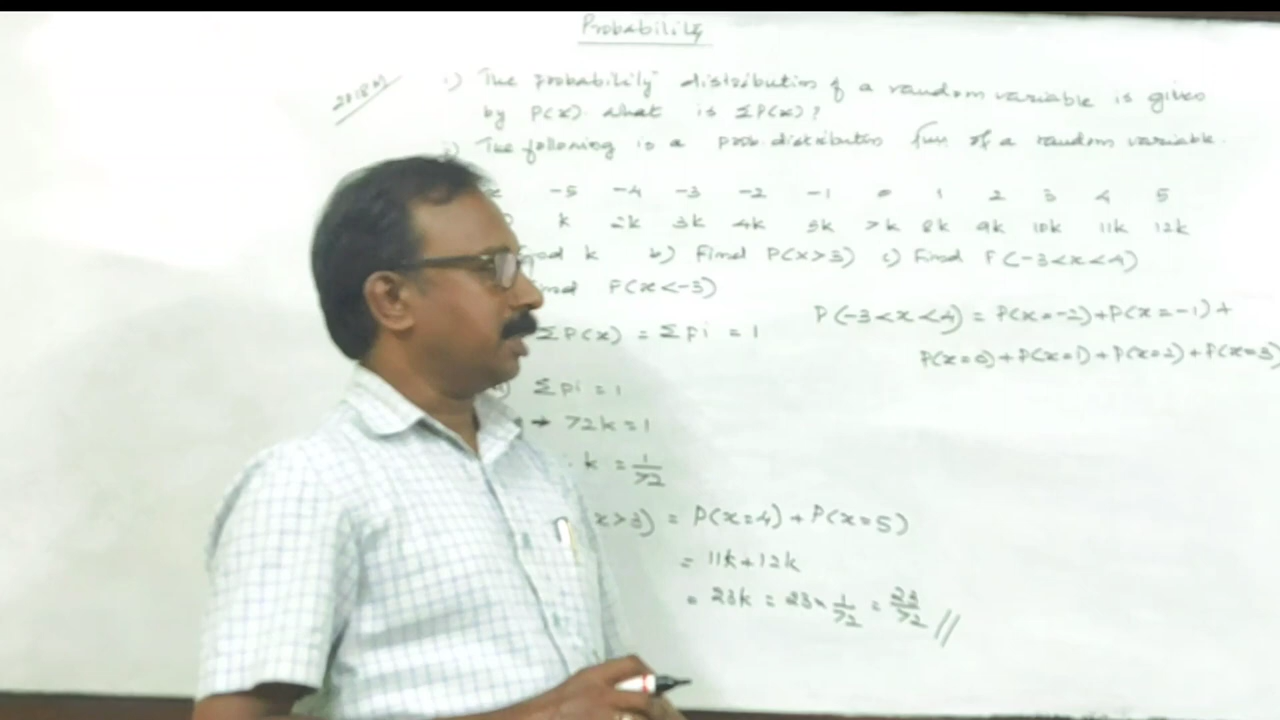 Probability
2018 M
i) The probability distribution of a random variable is given
by P(x). What is ΣP(x)?
The following is a prob. distribution fun of a random variable.
x -5 -4 -3 -2 -1 0 1 2 3 4 5
k 2k 3k 4k 5k 7k 8k 9k 10k 11k 12k
k b) Find P(x>3) c) Find P(-3<x<4)
P(x<-3)
P(-3<x<4) = P(x=-2)+P(x=-1)+
P(x=0)+P(x=1)+P(x=2)+P(x=3)
ΣP(x) = Σpi = 1
Σpi = 1
→ 72k = 1
k = 1/72
x>3) = P(x=4)+P(x=5)
= 11k+12k
= 23k = 23× 1/72 = 23/72 //